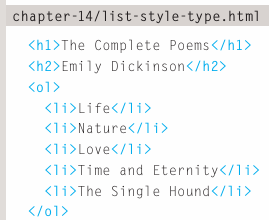 chapter-14/list-style-type.html
<h1>The Complete Poems</h1>
<h2>Emily Dickinson</h2>
<ol>
<li>Life</li>
<li>Nature</li>
<li>Love</li>
<li>Time and Eternity</li>
<li>The Single Hound</li>
</ol>